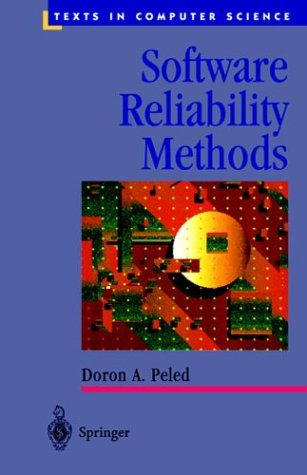 TEXTS IN COMPUTER SCIENCE
Software
Reliability
Methods
Doron A. Peled
Springer